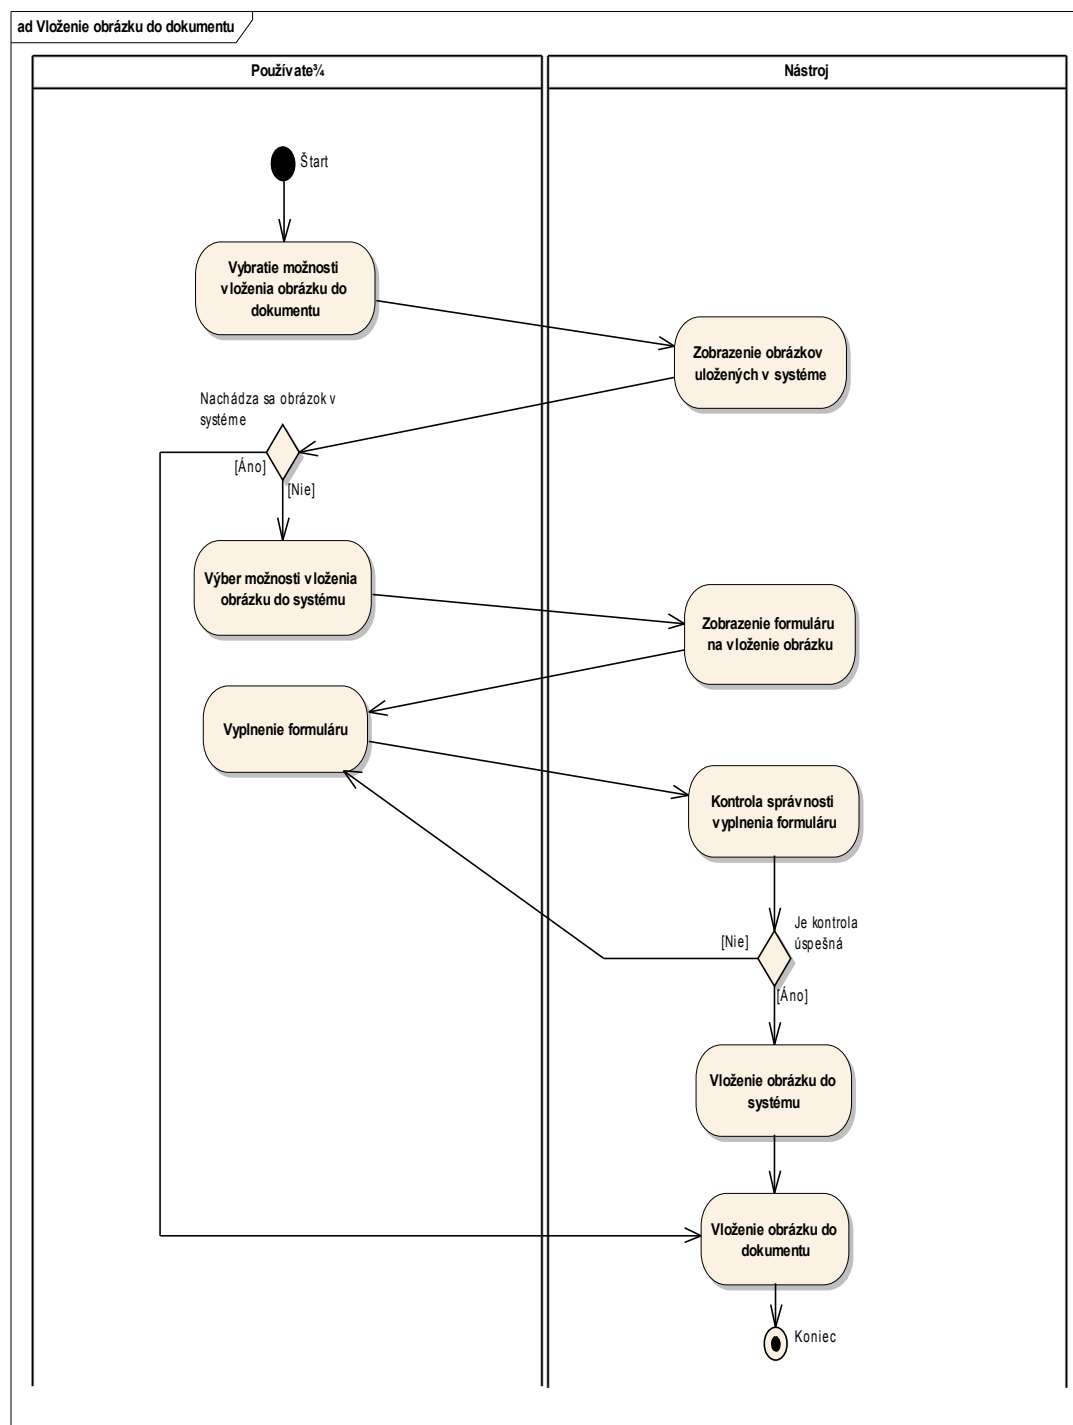 ad Vloženie obrázku do dokumentu
Používate¾
Nástroj
Štart
Vybratie možnosti
vloženia obrázku do
dokumentu
Zobrazenie obrázkov
uložených v systéme
Nachádza sa obrázok v
systéme
[Áno]
[Nie]
Výber možnosti vloženia
obrázku do systému
Zobrazenie formuláru
na vloženie obrázku
Vyplnenie formuláru
Kontrola správnosti
vyplnenia formuláru
Je kontrola
úspešná
[Nie]
[Áno]
Vloženie obrázku do
systému
Vloženie obrázku do
dokumentu
Koniec